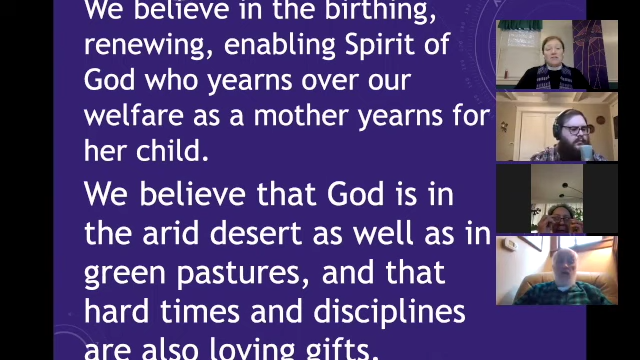 We believe in the birthing,
renewing, enabling Spirit of
God who yearns over our
welfare as a mother yearns for
her child.
We believe that God is in
the arid desert as well as in
green pastures, and that
hard times and disciplines
are also loving gifts.